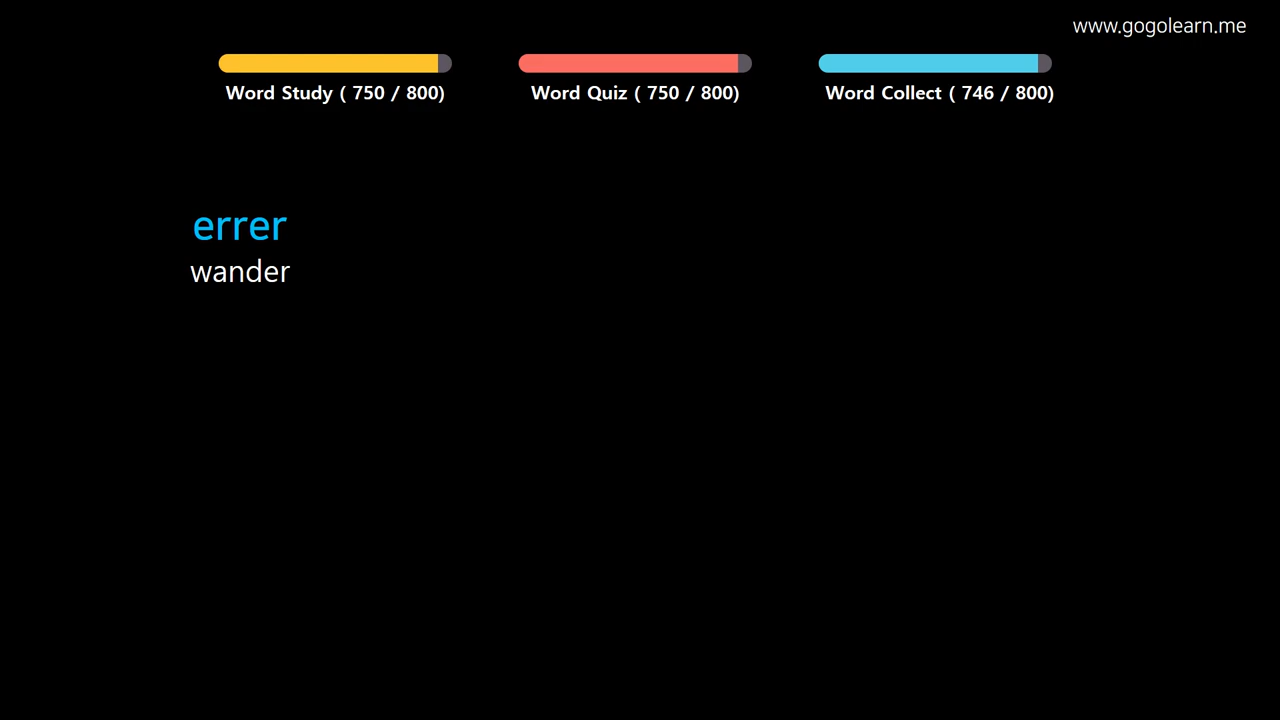 www.gogolearn.me
Word Study ( 750 / 800)
Word Quiz ( 750 / 800)
Word Collect ( 746 / 800)
errer
wander